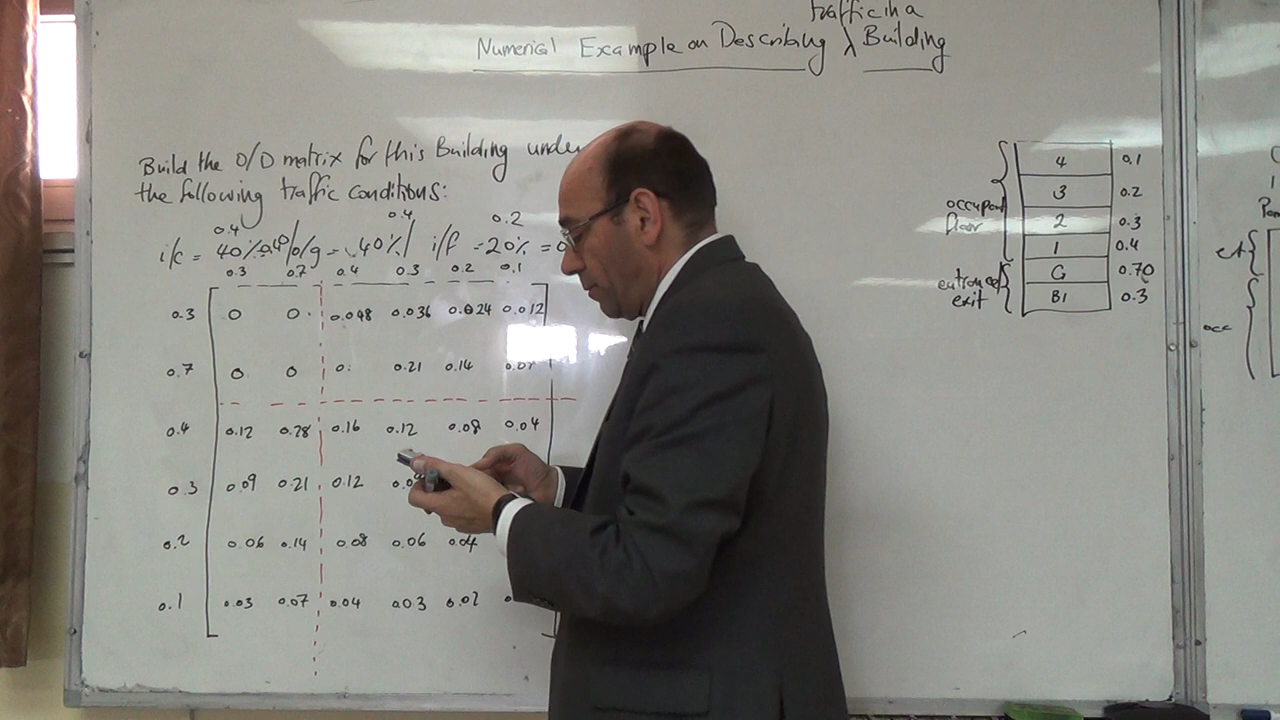 traffic in a
Numerical Example on Describing λ Building
Build the O/D matrix for this Building under
the following traffic conditions:
0.4 0.4 0.2
i/c = 40% o/g = 40% i/f = 20% =
0.3 0.7 0.4 0.3 0.2 0.1
0.3 0 0. 0.048 0.036 0.024 0.012
0.7 0 0 0. 0.21 0.14 0.07
0.4 0.12 0.28 0.16 0.12 0.08 0.04
0.3 0.09 0.21 0.12
0.2 0.06 0.14 0.08 0.06 0.04
0.1 0.03 0.07 0.04 0.03 0.02
4 0.1
3 0.2
occupant
floor
2 0.3
1 0.4
G 0.70
exit
B1 0.3
occ